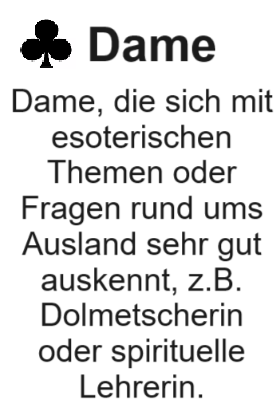 ♣ Dame
Dame, die sich mit
esoterischen
Themen oder
Fragen rund ums
Ausland sehr gut
auskennt, z.B.
Dolmetscherin
oder spirituelle
Lehrerin.